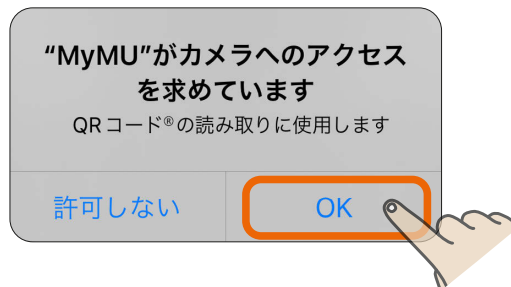 “MyMU”がカメラへのアクセス
を求めています
QRコード®の読み取りに使用します
許可しない
OK